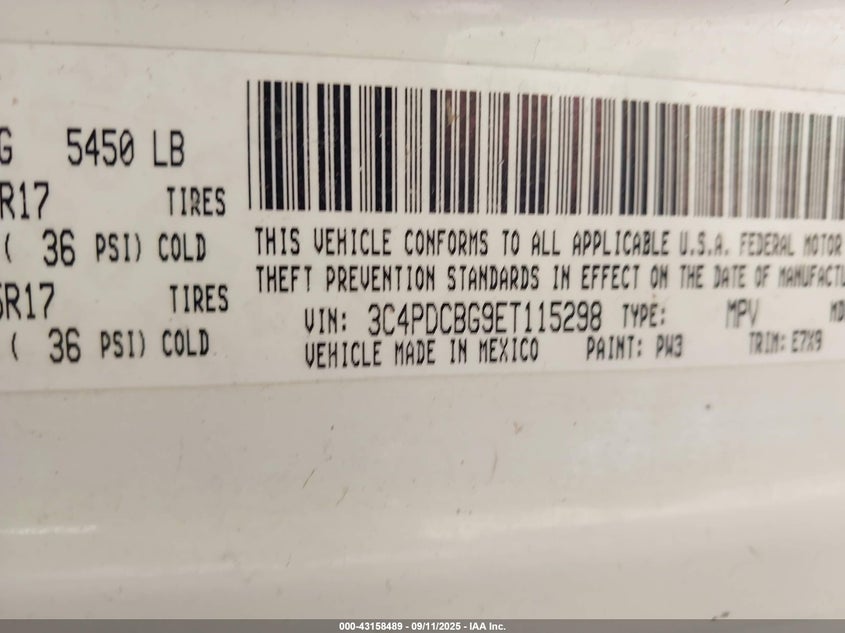 G 5450 LB
R17 TIRES
( 36 PSI) COLD
5R17 TIRES
( 36 PSI) COLD
THIS VEHICLE CONFORMS TO ALL APPLICABLE U.S.A. FEDERAL MOTOR
THEFT PREVENTION STANDARDS IN EFFECT ON THE DATE OF MANUFACTU
VIN: 3C4PDCBG9ET115298 TYPE: MPV MD
VEHICLE MADE IN MEXICO PAINT: PW3 TRIM: E7X9
000-43158489 - 09/11/2025 - IAA Inc.